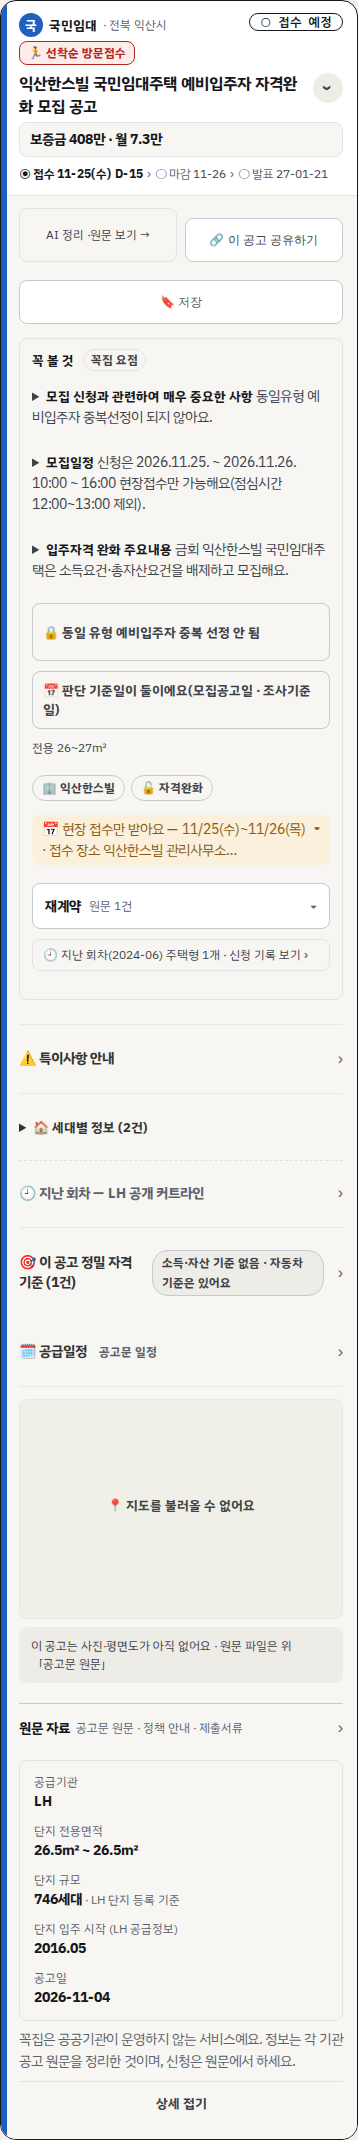 국 국민임대 · 전북 익산시 ○ 접수 예정
🏃 선착순 방문접수
익산한스빌 국민임대주택 예비입주자 자격완
화 모집 공고
보증금 408만 · 월 7.3만
◉ 접수 11-25(수) D-15 › ○ 마감 11-26 › ○ 발표 27-01-21
AI 정리 ·원문 보기 →
🔗 이 공고 공유하기
🔖 저장
꼭 볼 것 꼭집 요점
▶ 모집 신청과 관련하여 매우 중요한 사항 동일유형 예
비입주자 중복선정이 되지 않아요.
▶ 모집일정 신청은 2026.11.25. ~ 2026.11.26.
10:00 ~ 16:00 현장접수만 가능해요(점심시간
12:00~13:00 제외).
▶ 입주자격 완화 주요내용 금회 익산한스빌 국민임대주
택은 소득요건·총자산요건을 배제하고 모집해요.
🔒 동일 유형 예비입주자 중복 선정 안 됨
📅 판단 기준일이 둘이에요(모집공고일 · 조사기준
일)
전용 26~27m²
🏢 익산한스빌 🔓 자격완화
📅 현장 접수만 받아요 — 11/25(수)~11/26(목)
· 접수 장소 익산한스빌 관리사무소…
재계약 원문 1건
🕘 지난 회차(2024-06) 주택형 1개 · 신청 기록 보기 ›
⚠️ 특이사항 안내 ›
▶ 🏠 세대별 정보 (2건)
🕘 지난 회차 — LH 공개 커트라인 ›
🎯 이 공고 정밀 자격
기준 (1건)
소득·자산 기준 없음 · 자동차
기준은 있어요 ›
🗓️ 공급일정 공고문 일정 ›
📍 지도를 불러올 수 없어요
이 공고는 사진·평면도가 아직 없어요 · 원문 파일은 위
「공고문 원문」
원문 자료 공고문 원문 · 정책 안내 · 제출서류 ›
공급기관
LH
단지 전용면적
26.5m² ~ 26.5m²
단지 규모
746세대 · LH 단지 등록 기준
단지 입주 시작 (LH 공급정보)
2016.05
공고일
2026-11-04
꼭집은 공공기관이 운영하지 않는 서비스예요. 정보는 각 기관
공고 원문을 정리한 것이며, 신청은 원문에서 하세요.
상세 접기